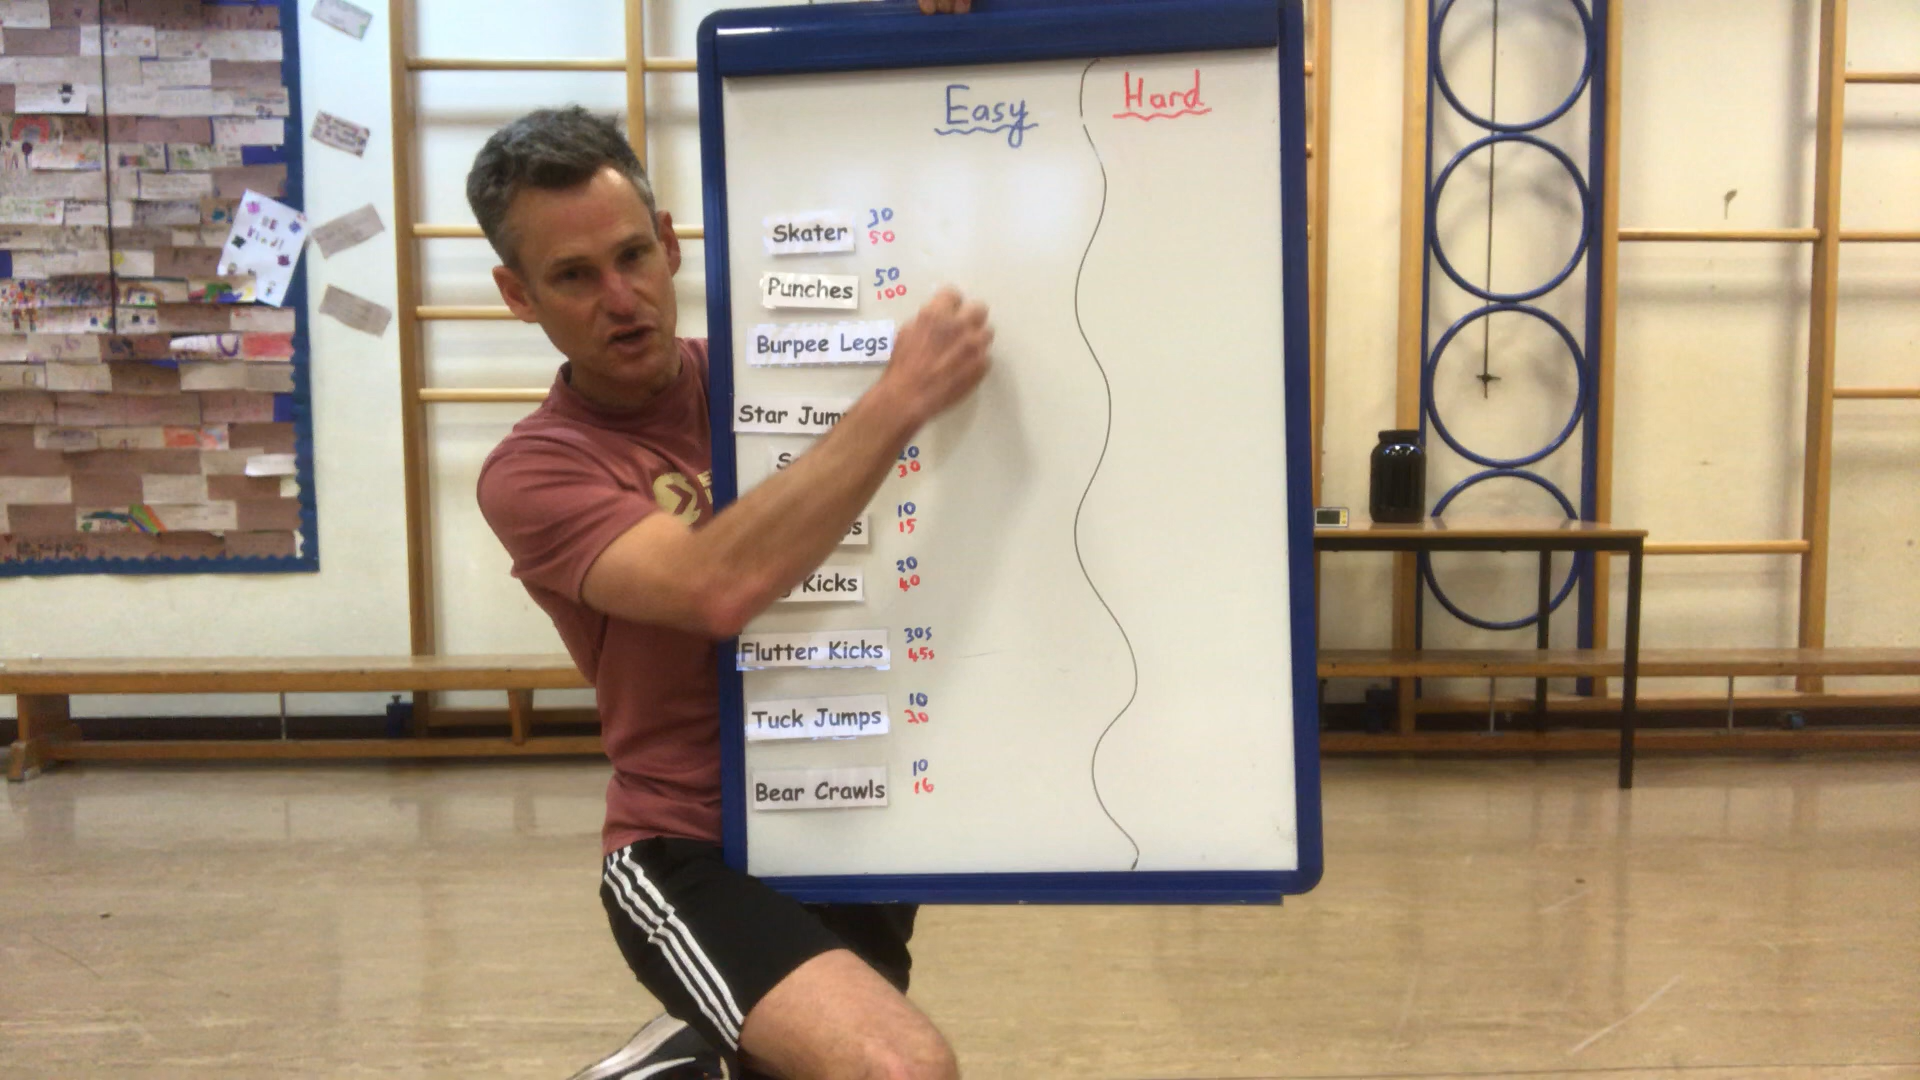 Easy
Hard
Skater 30
50
Punches 50
100
Burpee Legs
Star Jum
20
30
10
15
Kicks 20
40
Flutter Kicks 30s
45s
Tuck Jumps 10
20
Bear Crawls 10
16